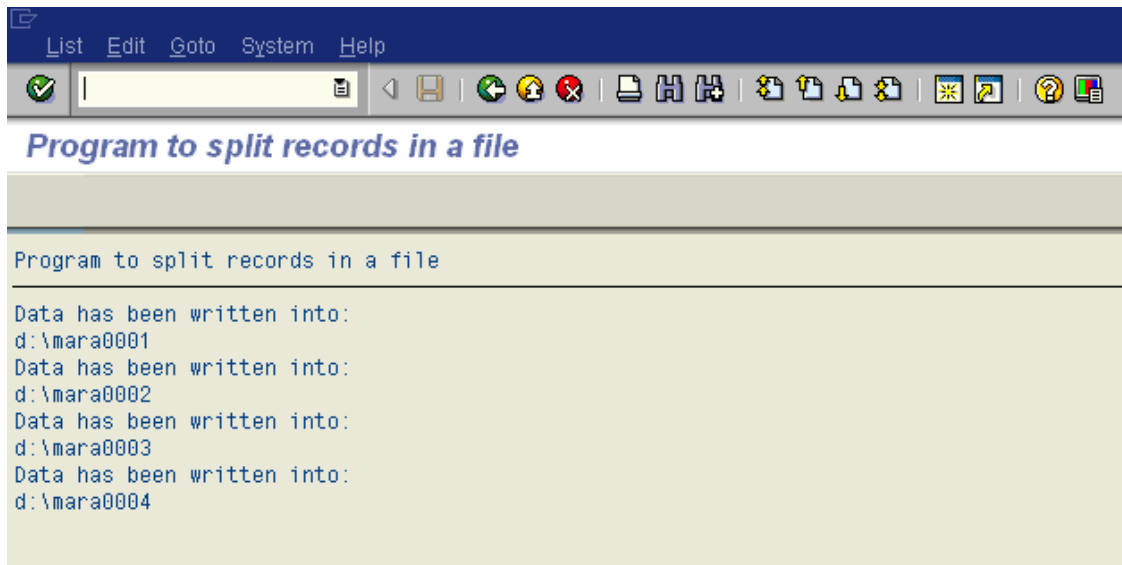 List Edit Goto System Help
Program to split records in a file
Program to split records in a file
Data has been written into:
d:\mara0001
Data has been written into:
d:\mara0002
Data has been written into:
d:\mara0003
Data has been written into:
d:\mara0004